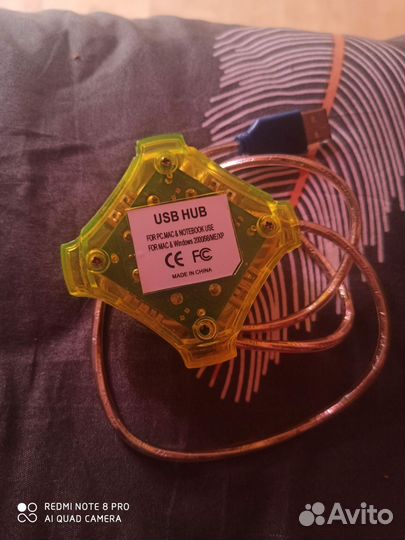 USB HUB
FOR PC,MAC & NOTEBOOK USE
FOR MAC & Windows 2000/98/ME/XP
CE FC
MADE IN CHINA
REDMI NOTE 8 PRO
AI QUAD CAMERA
Avito